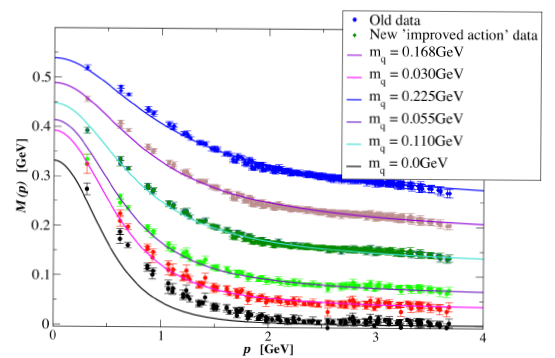 Old data
New 'improved action' data
m_q = 0.168GeV
m_q = 0.030GeV
m_q = 0.225GeV
m_q = 0.055GeV
m_q = 0.110GeV
m_q = 0.0GeV
0.5
0.4
0.3
0.2
0.1
0
M(p) [GeV]
0 1 2 3 4
p [GeV]